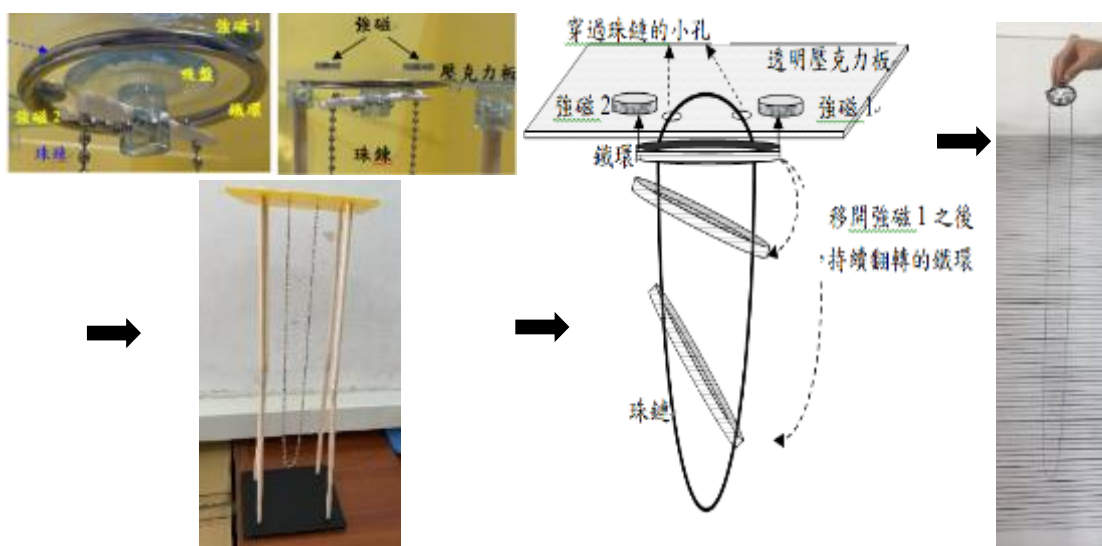 強磁1
吸盤
鐵環
強磁2
珠鏈
強磁
壓克力板
珠鍊
穿過珠鏈的小孔
透明壓克力板
強磁2
強磁1
鐵環
移開強磁1之後
持續翻轉的鐵環
珠鏈